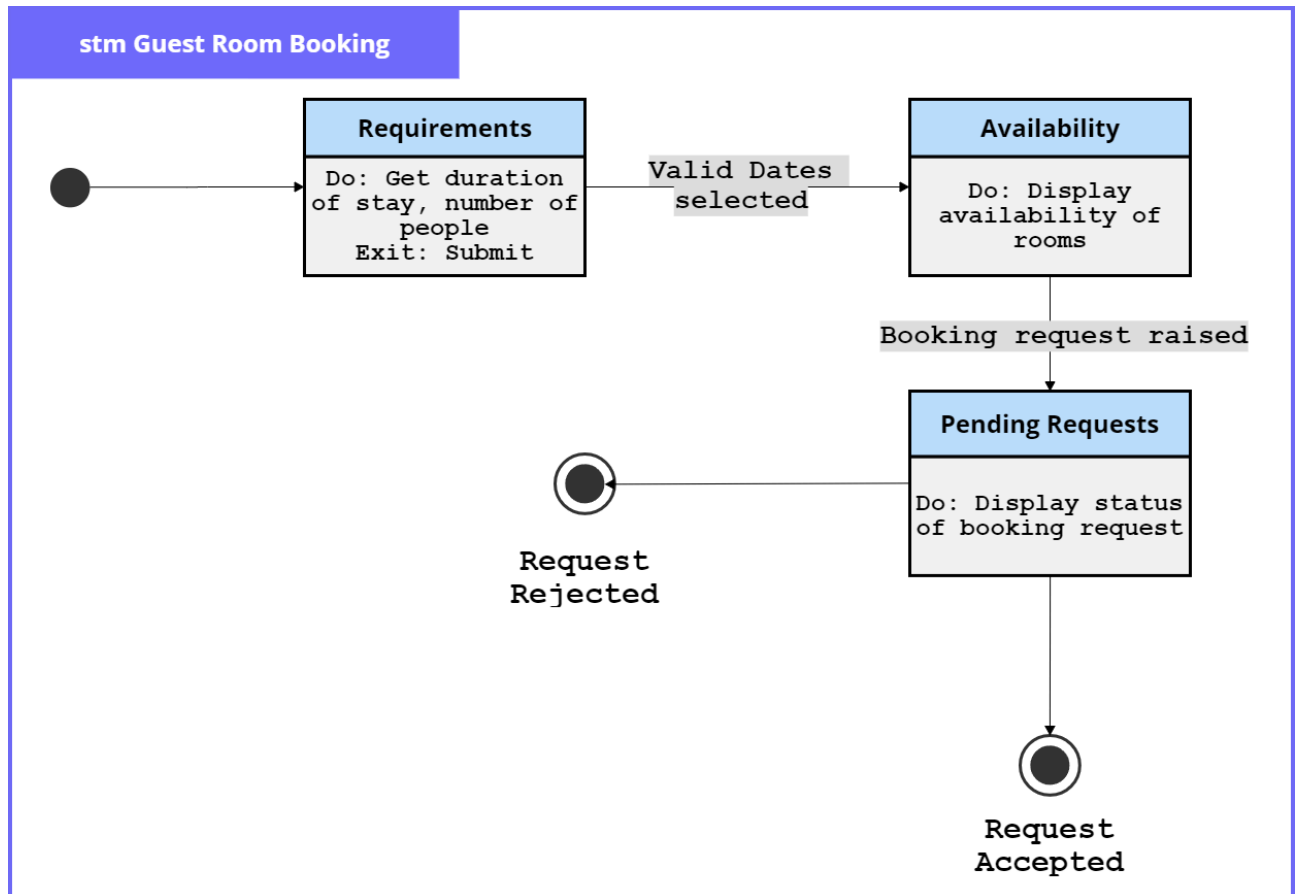 stm Guest Room Booking
Requirements
Do: Get duration
of stay, number of
people
Exit: Submit
Valid Dates
selected
Availability
Do: Display
availability of
rooms
Booking request raised
Pending Requests
Do: Display status
of booking request
Request
Rejected
Request
Accepted